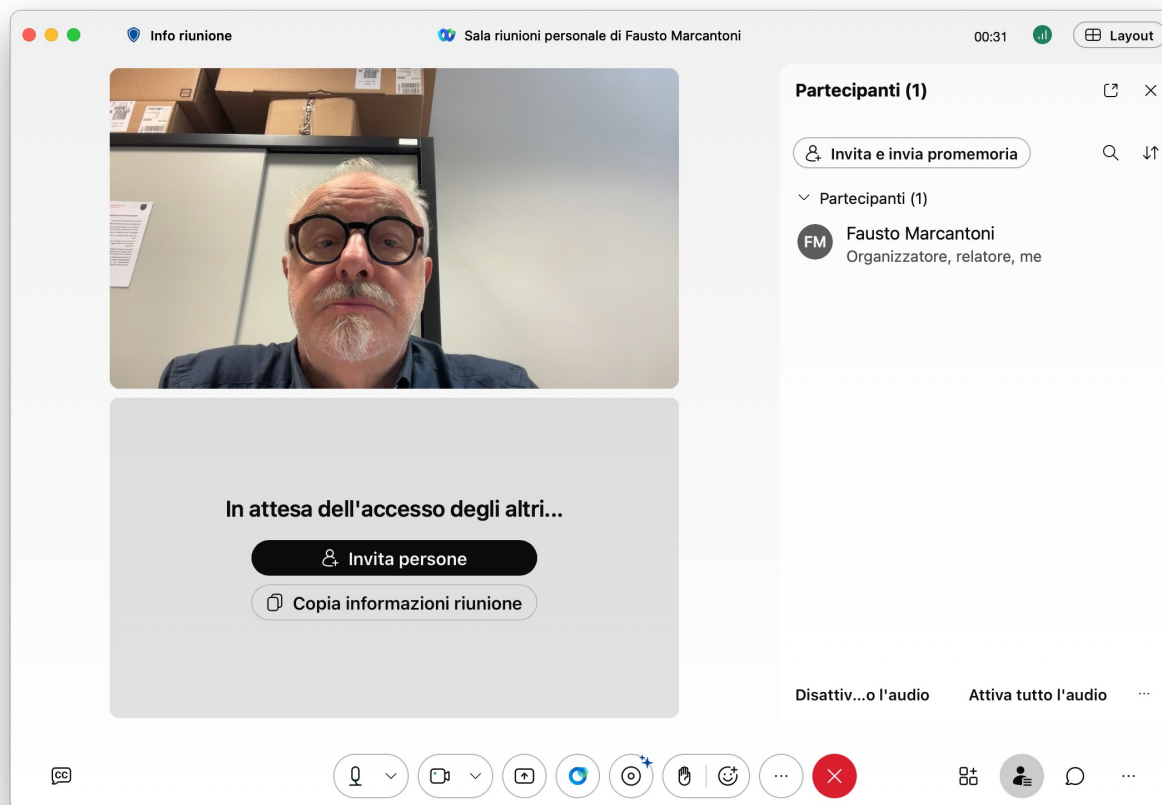 Info riunione
Sala riunioni personale di Fausto Marcantoni
00:31
Layout
Partecipanti (1)
Invita e invia promemoria
Partecipanti (1)
FM
Fausto Marcantoni
Organizzatore, relatore, me
In attesa dell'accesso degli altri...
Invita persone
Copia informazioni riunione
Disattiv...o l'audio
Attiva tutto l'audio
CC